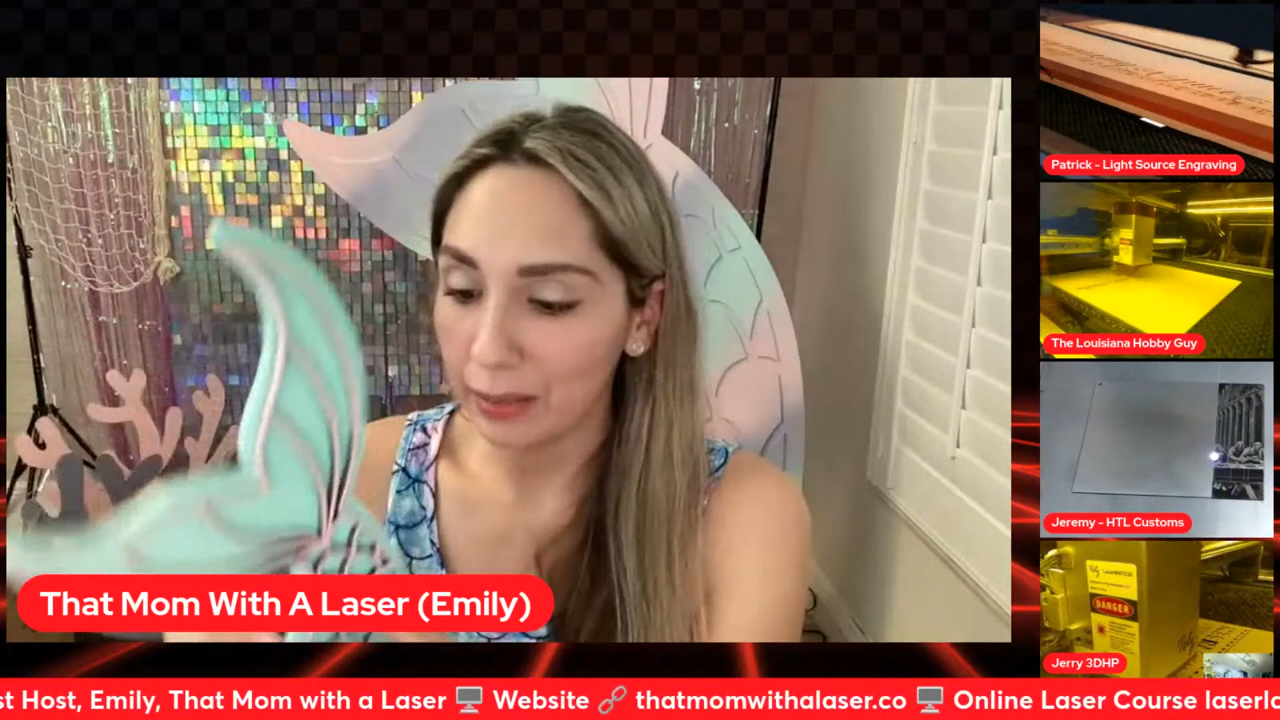 Patrick - Light Source Engraving
The Louisiana Hobby Guy
Jeremy - HTL Customs
DANGER
That Mom With A Laser (Emily)
Jerry 3DHP
st Host, Emily, That Mom with a Laser 🖥️ Website 🔗 thatmomwithalaser.co 🖥️ Online Laser Course laserl